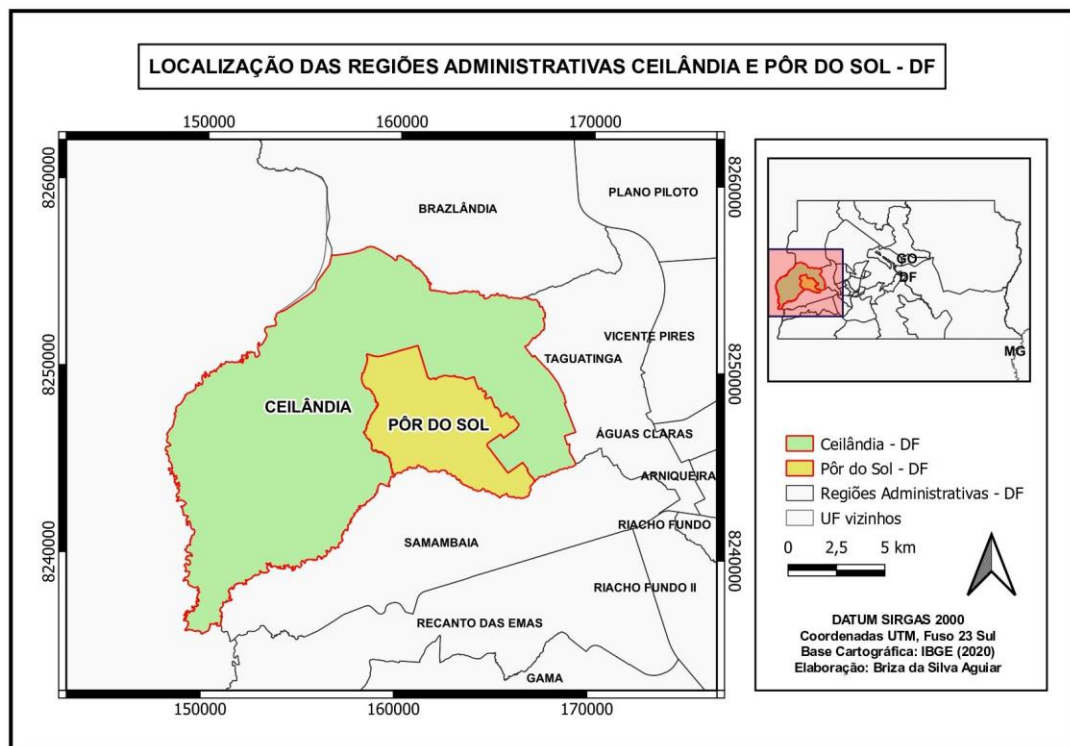 LOCALIZAÇÃO DAS REGIÕES ADMINISTRATIVAS CEILÂNDIA E PÔR DO SOL - DF
150000
160000
170000
8260000
8260000
BRAZLÂNDIA
PLANO PILOTO
VICENTE PIRES
TAGUATINGA
8250000
8250000
CEILÂNDIA
PÔR DO SOL
ÁGUAS CLARAS
ARNIQUEIRA
RIACHO FUNDO
SAMAMBAIA
8240000
8240000
RIACHO FUNDO II
RECANTO DAS EMAS
GAMA
150000
160000
170000
GO
DF
MG
Ceilândia - DF
Pôr do Sol - DF
Regiões Administrativas - DF
UF vizinhos
0 2,5 5 km
DATUM SIRGAS 2000
Coordenadas UTM, Fuso 23 Sul
Base Cartográfica: IBGE (2020)
Elaboração: Briza da Silva Aguiar